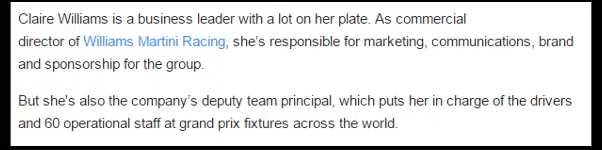 Claire Williams is a business leader with a lot on her plate. As commercial
director of Williams Martini Racing, she’s responsible for marketing, communications, brand
and sponsorship for the group.
But she's also the company’s deputy team principal, which puts her in charge of the drivers
and 60 operational staff at grand prix fixtures across the world.